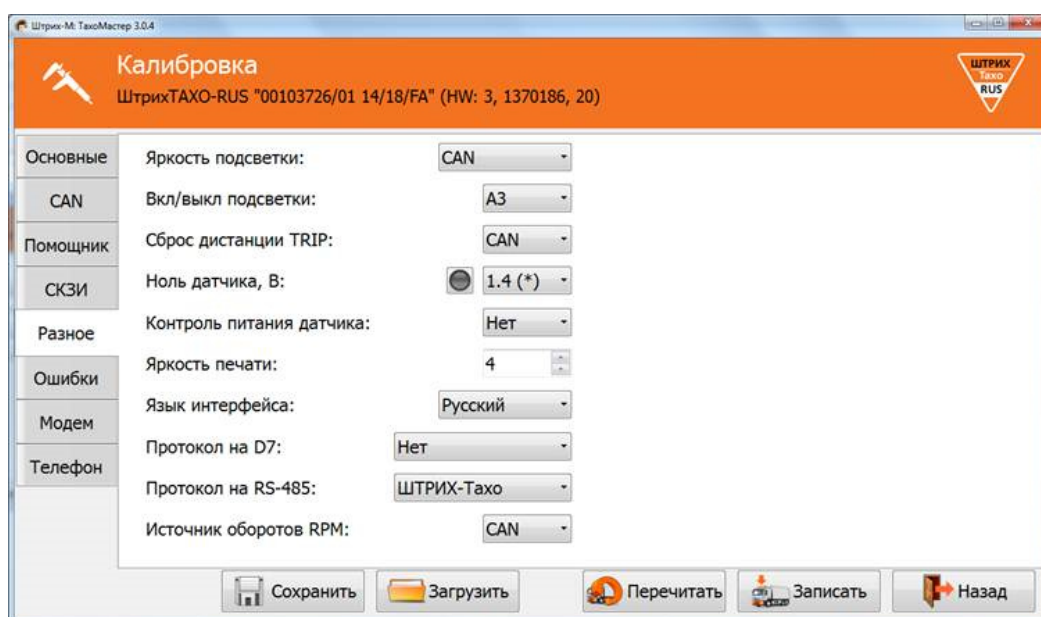 Штрих-М: ТахоМастер 3.0.4
Калибровка
ШтрихТАХО-RUS "00103726/01 14/18/FA" (HW: 3, 1370186, 20)
ШТРИХ
Taxo
RUS
Основные
CAN
Помощник
СКЗИ
Разное
Ошибки
Модем
Телефон
Яркость подсветки: CAN
Вкл/выкл подсветки: A3
Сброс дистанции TRIP: CAN
Ноль датчика, В: 1.4 (*)
Контроль питания датчика: Нет
Яркость печати: 4
Язык интерфейса: Русский
Протокол на D7: Нет
Протокол на RS-485: ШТРИХ-Тахо
Источник оборотов RPM: CAN
Сохранить Загрузить Перечитать Записать Назад